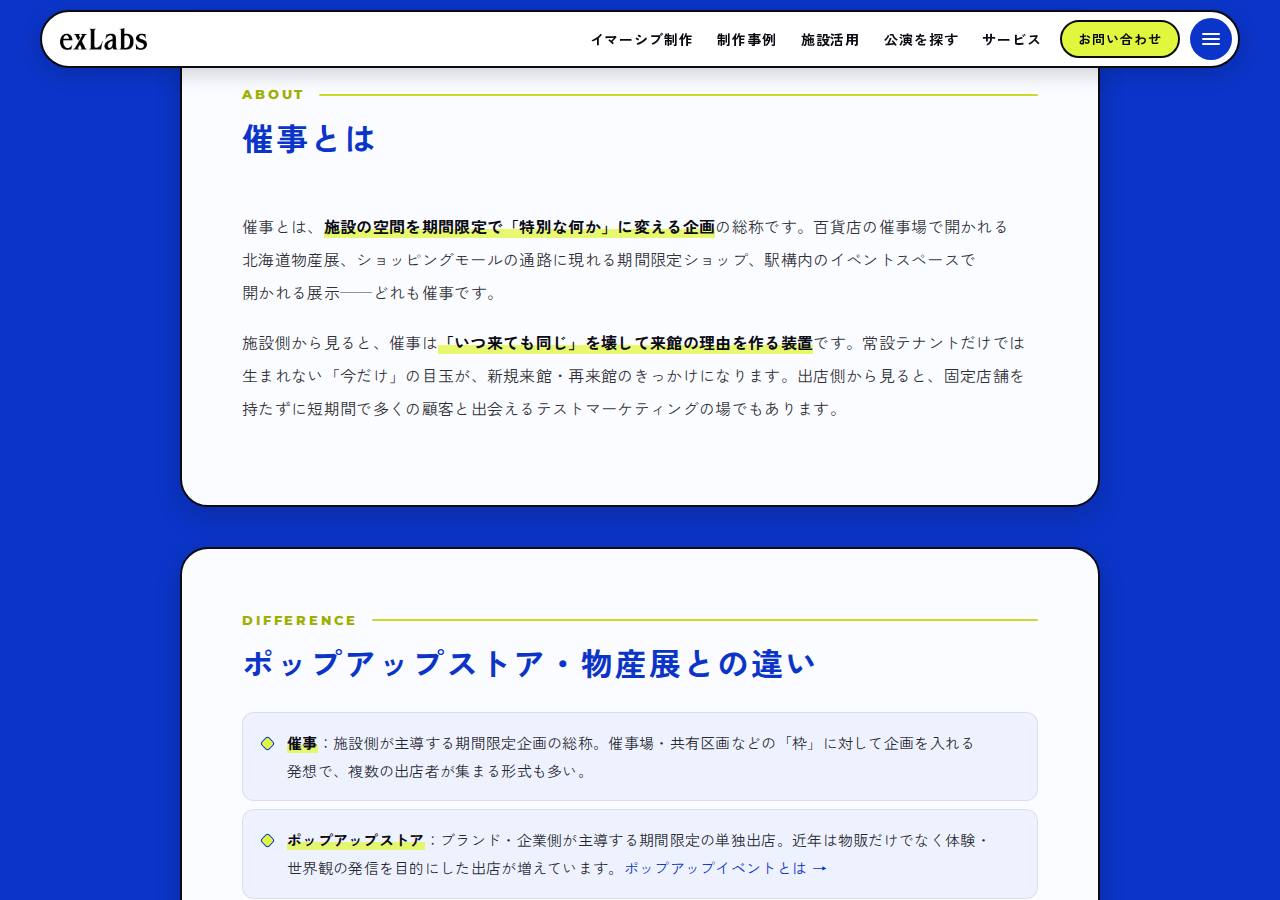 exLabs
イマーシブ制作 制作事例 施設活用 公演を探す サービス お問い合わせ
ABOUT
催事とは
催事とは、施設の空間を期間限定で「特別な何か」に変える企画の総称です。百貨店の催事場で開かれる
北海道物産展、ショッピングモールの通路に現れる期間限定ショップ、駅構内のイベントスペースで
開かれる展示——どれも催事です。
施設側から見ると、催事は「いつ来ても同じ」を壊して来館の理由を作る装置です。常設テナントだけでは
生まれない「今だけ」の目玉が、新規来館・再来館のきっかけになります。出店側から見ると、固定店舗を
持たずに短期間で多くの顧客と出会えるテストマーケティングの場でもあります。
DIFFERENCE
ポップアップストア・物産展との違い
催事：施設側が主導する期間限定企画の総称。催事場・共有区画などの「枠」に対して企画を入れる
発想で、複数の出店者が集まる形式も多い。
ポップアップストア：ブランド・企業側が主導する期間限定の単独出店。近年は物販だけでなく体験・
世界観の発信を目的にした出店が増えています。ポップアップイベントとは →